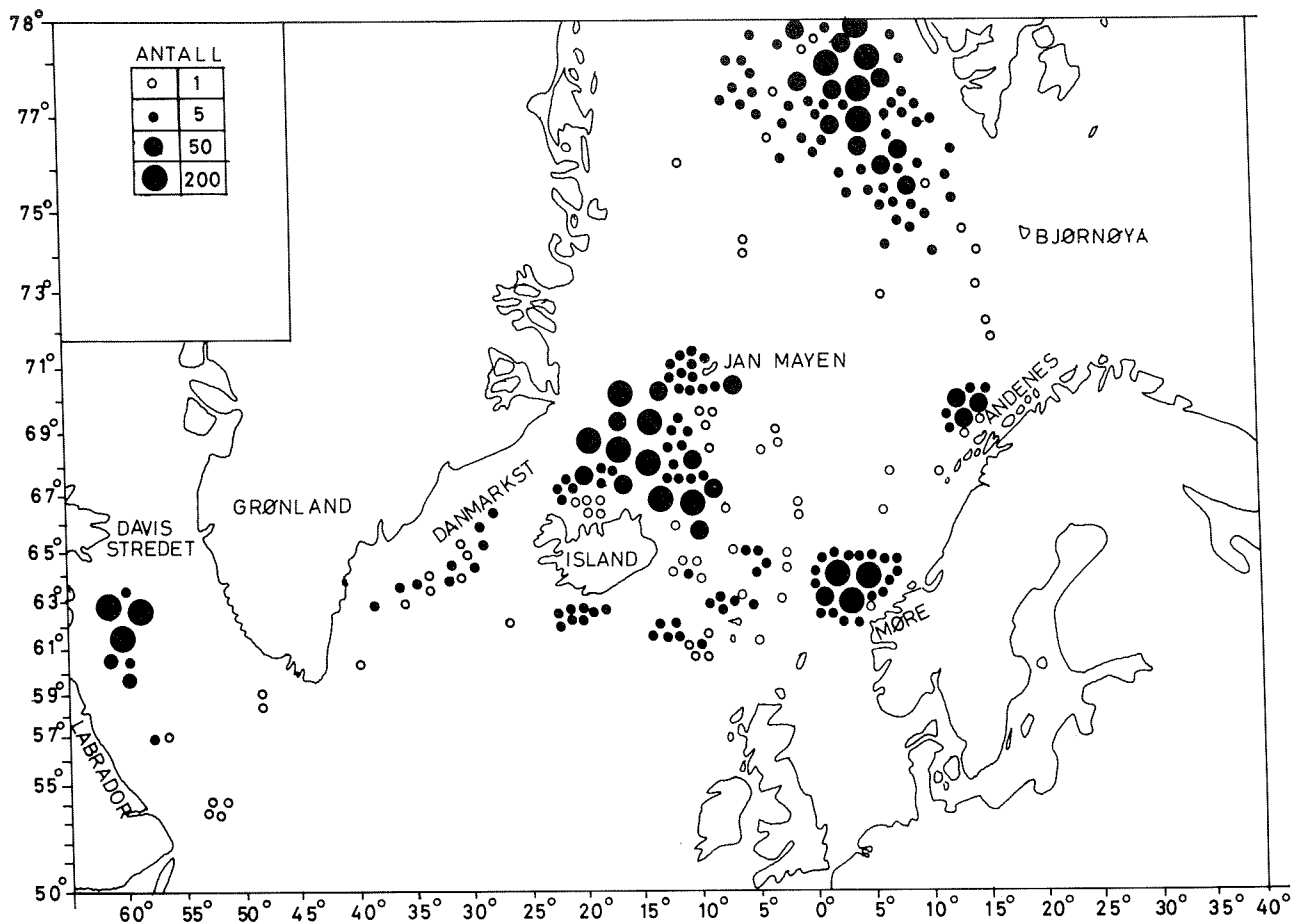 78°
77°
75°
73°
71°
69°
67°
65°
63°
61°
59°
57°
55°
50°
ANTALL
1
5
50
200
BJØRNØYA
JAN MAYEN
ANDENES
GRØNLAND
DANMARKST
DAVIS
STREDET
ISLAND
MØRE
LABRADOR
60° 55° 50° 45° 40° 35° 30° 25° 20° 15° 10° 5° 0° 5° 10° 15° 20° 25° 30° 35° 40°